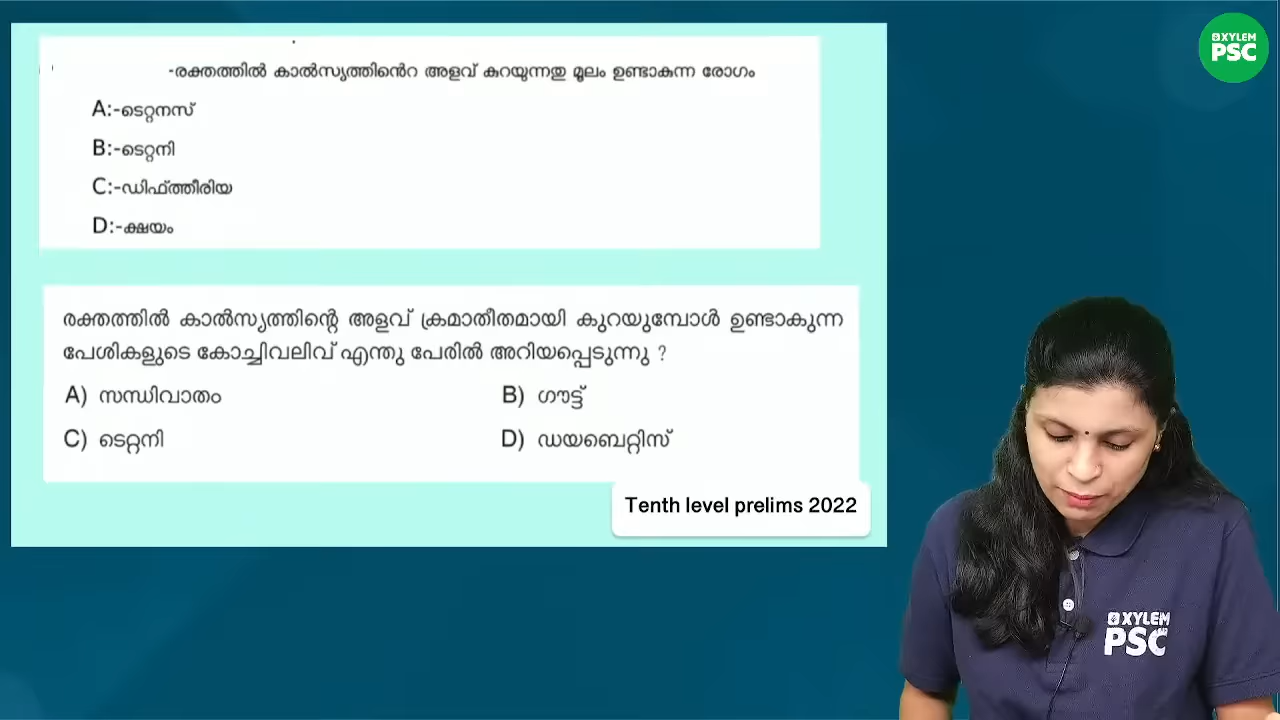 -രക്തത്തിൽ കാൽസ്യത്തിൻെറ അളവ് കുറയുന്നതു മൂലം ഉണ്ടാകുന്ന രോഗം
A:-ടെറ്റനസ്
B:-ടെറ്റനി
C:-ഡിഫ്ത്തീരിയ
D:-ക്ഷയം
രക്തത്തിൽ കാൽസ്യത്തിന്റെ അളവ് ക്രമാതീതമായി കുറയുമ്പോൾ ഉണ്ടാകുന്ന
പേശികളുടെ കോച്ചിവലിവ് എന്തു പേരിൽ അറിയപ്പെടുന്നു ?
A) സന്ധിവാതം B) ഗൗട്ട്
C) ടെറ്റനി D) ഡയബെറ്റിസ്
Tenth level prelims 2022
XYLEM
PSC
XYLEM
PSC